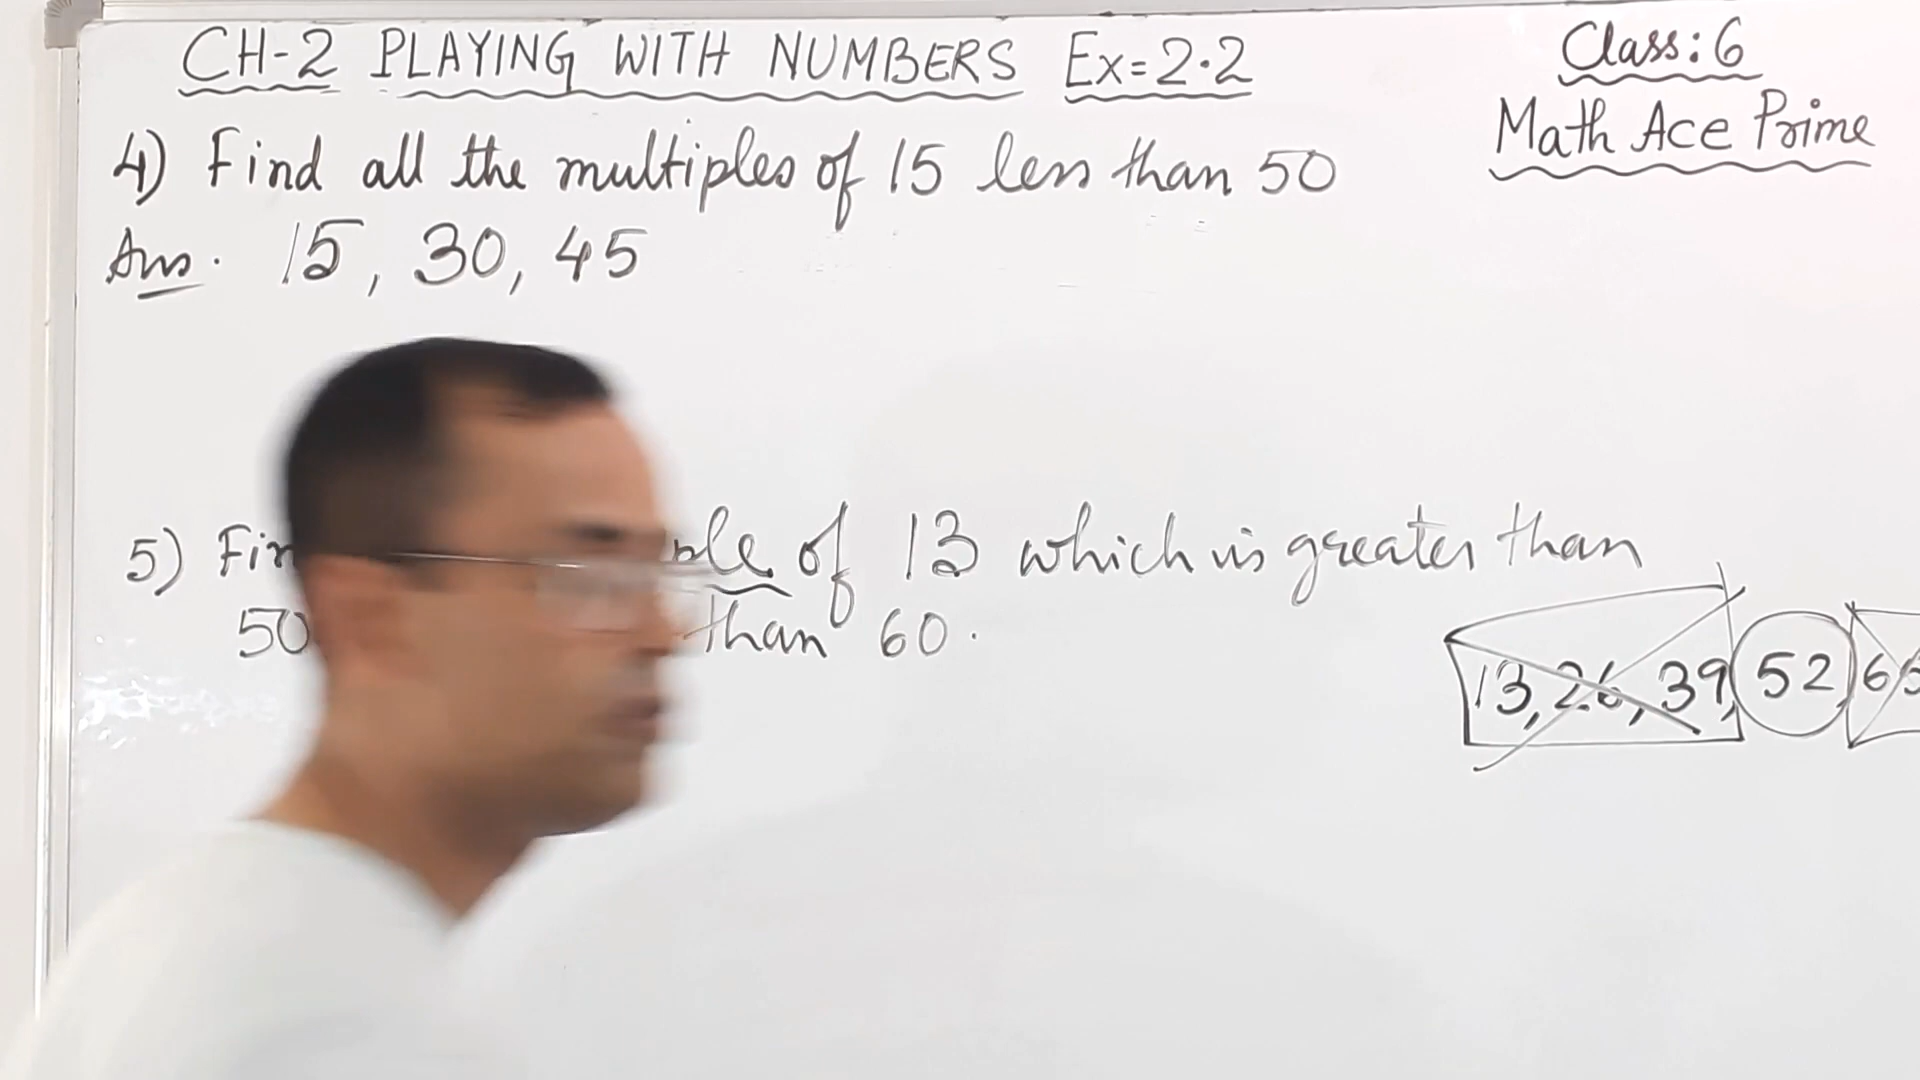 CH-2 PLAYING WITH NUMBERS Ex=2.2
Class: 6
Math Ace Prime
4) Find all the multiples of 15 less than 50
Ans. 15, 30, 45
5) of 13 which is greater than
50 than 60.
13, 26, 39, 52,